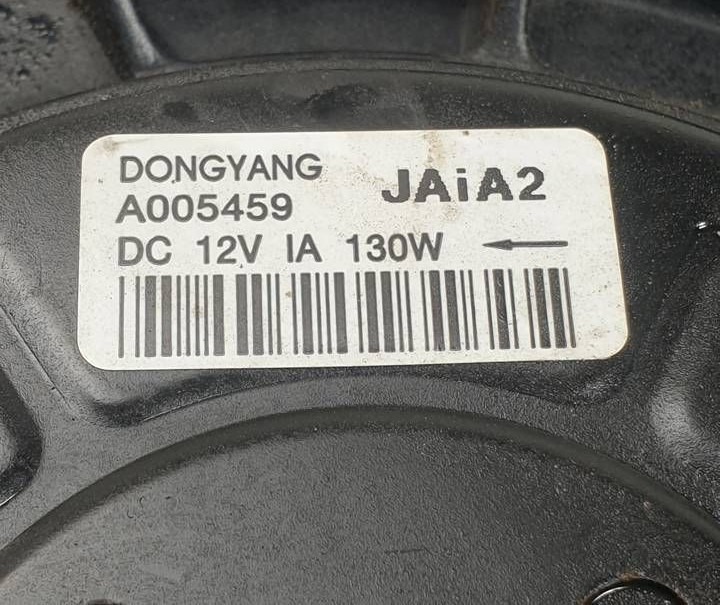 DONGYANG
JAiA2
A005459
DC 12V IA 130W ←